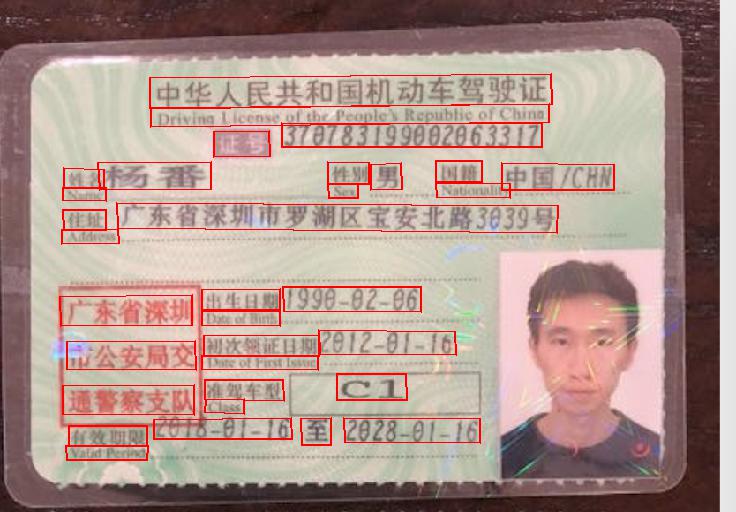 中华人民共和国机动车驾驶证
Driving License of the People's Republic of China
证号 370783199002063317
姓名 杨番 性别 男 国籍 中国/CHN
Name Sex Nationality
住址 广东省深圳市罗湖区宝安北路3039号
Address
广东省深圳
市公安局交
通警察支队
出生日期 1990-02-06
Date of Birth
初次领证日期 2012-01-16
Date of First Issue
准驾车型 C1
Class
有效期限 2018-01-16 至 2028-01-16
Valid Period